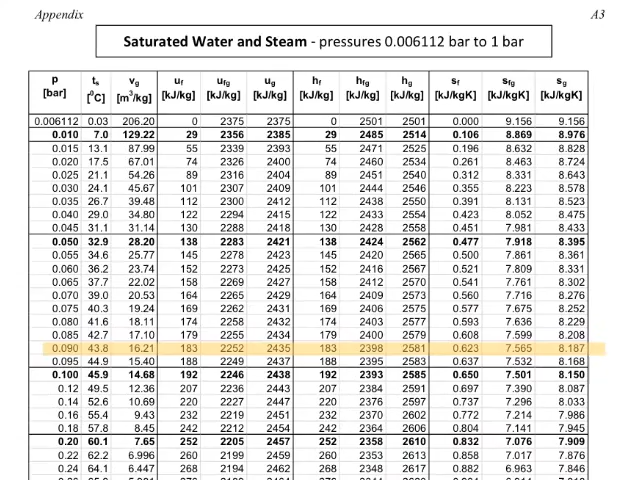 Appendix A3
Saturated Water and Steam - pressures 0.006112 bar to 1 bar
p ts vg uf ufg ug hf hfg hg sf sfg sg
[bar] [⁰C] [m³/kg] [kJ/kg] [kJ/kg] [kJ/kg] [kJ/kg] [kJ/kg] [kJ/kg] [kJ/kgK] [kJ/kgK] [kJ/kgK]
0.006112 0.03 206.20 0 2375 2375 0 2501 2501 0.000 9.156 9.156
0.010 7.0 129.22 29 2356 2385 29 2485 2514 0.106 8.869 8.976
0.015 13.1 87.99 55 2339 2393 55 2471 2525 0.196 8.632 8.828
0.020 17.5 67.01 74 2326 2400 74 2460 2534 0.261 8.463 8.724
0.025 21.1 54.26 89 2316 2404 89 2451 2540 0.312 8.331 8.643
0.030 24.1 45.67 101 2307 2409 101 2444 2546 0.355 8.223 8.578
0.035 26.7 39.48 112 2300 2412 112 2438 2550 0.391 8.131 8.523
0.040 29.0 34.80 122 2294 2415 122 2433 2554 0.423 8.052 8.475
0.045 31.1 31.14 130 2288 2418 130 2428 2558 0.451 7.981 8.433
0.050 32.9 28.20 138 2283 2421 138 2424 2562 0.477 7.918 8.395
0.055 34.6 25.77 145 2278 2423 145 2420 2565 0.500 7.861 8.361
0.060 36.2 23.74 152 2273 2425 152 2416 2567 0.521 7.809 8.331
0.065 37.7 22.02 158 2269 2427 158 2412 2570 0.541 7.761 8.302
0.070 39.0 20.53 164 2265 2429 164 2409 2573 0.560 7.716 8.276
0.075 40.3 19.24 169 2262 2431 169 2406 2575 0.577 7.675 8.252
0.080 41.6 18.11 174 2258 2432 174 2403 2577 0.593 7.636 8.229
0.085 42.7 17.10 179 2255 2434 179 2400 2579 0.608 7.599 8.208
0.090 43.8 16.21 183 2252 2435 183 2398 2581 0.623 7.565 8.187
0.095 44.9 15.40 188 2249 2437 188 2395 2583 0.637 7.532 8.168
0.100 45.9 14.68 192 2246 2438 192 2393 2585 0.650 7.501 8.150
0.12 49.5 12.36 207 2236 2443 207 2384 2591 0.697 7.390 8.087
0.14 52.6 10.69 220 2227 2447 220 2376 2597 0.737 7.296 8.033
0.16 55.4 9.43 232 2219 2451 232 2370 2602 0.772 7.214 7.986
0.18 57.8 8.45 242 2212 2454 242 2364 2606 0.804 7.141 7.945
0.20 60.1 7.65 252 2205 2457 252 2358 2610 0.832 7.076 7.909
0.22 62.2 6.996 260 2199 2459 260 2353 2613 0.858 7.017 7.876
0.24 64.1 6.447 268 2194 2462 268 2348 2617 0.882 6.963 7.846